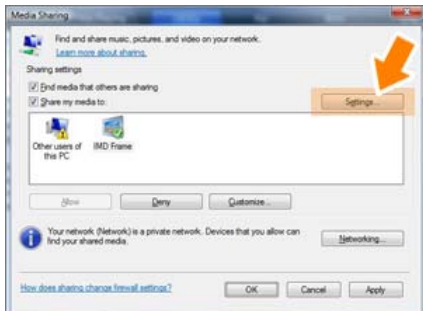 Media Sharing
Find and share music, pictures, and video on your network.
Learn more about sharing.
Sharing settings
Find media that others are sharing
Share my media to:
Settings...
Other users of
this PC
IMD Frame
Allow
Deny
Customize...
Your network (Network) is a private network. Devices that you allow can
find your shared media.
Networking...
How does sharing change firewall settings?
OK
Cancel
Apply